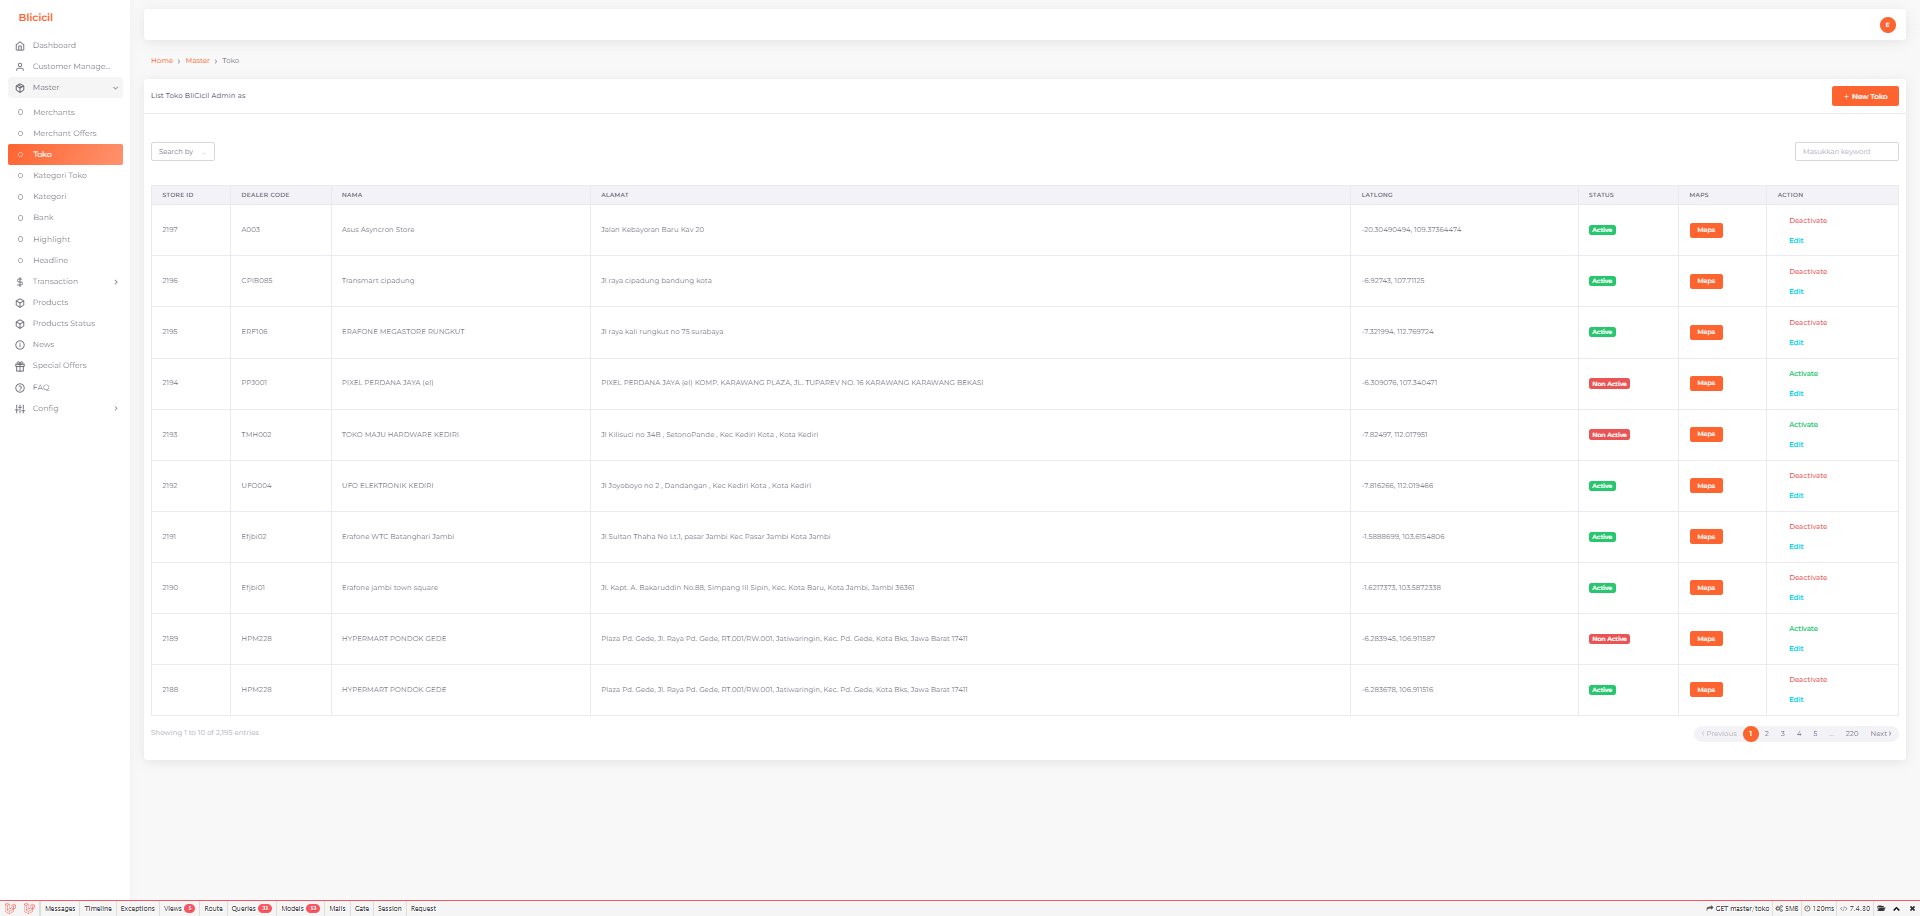 Blicicil
E
Dashboard
Customer Manage...
Master
Merchants
Merchant Offers
Toko
Kategori Toko
Kategori
Bank
Highlight
Headline
Transaction
Products
Products Status
News
Special Offers
FAQ
Config
Home › Master › Toko
List Toko BliCicil Admin as
+ New Toko
Search by
Masukkan keyword
STORE ID DEALER CODE NAMA ALAMAT LATLONG STATUS MAPS ACTION
2197 A003 Asus Asyncron Store Jalan Kebayoran Baru Kav 20 -20.30490494, 109.37364474 Active Maps Deactivate
Edit
2196 CPIB085 Transmart cipadung Jl raya cipadung bandung kota -6.92743, 107.71125 Active Maps Deactivate
Edit
2195 ERF106 ERAFONE MEGASTORE RUNGKUT Jl raya kali rungkut no 75 surabaya -7.321994, 112.769724 Active Maps Deactivate
Edit
2194 PPJ001 PIXEL PERDANA JAYA (el) PIXEL PERDANA JAYA (el) KOMP. KARAWANG PLAZA, JL. TUPAREV NO. 16 KARAWANG KARAWANG BEKASI -6.309076, 107.340471 Non Active Maps Activate
Edit
2193 TMH002 TOKO MAJU HARDWARE KEDIRI Jl Kilisuci no 34B , SetonoPande , Kec Kediri Kota , Kota Kediri -7.82497, 112.017951 Non Active Maps Activate
Edit
2192 UFO004 UFO ELEKTRONIK KEDIRI Jl Joyoboyo no 2 , Dandangan , Kec Kediri Kota , Kota Kediri -7.816266, 112.019466 Active Maps Deactivate
Edit
2191 Efjbi02 Erafone WTC Batanghari Jambi Jl Sultan Thaha No Lt.1, pasar Jambi Kec Pasar Jambi Kota Jambi -1.5888699, 103.6154806 Active Maps Deactivate
Edit
2190 Efjbi01 Erafone jambi town square Jl. Kapt. A. Bakaruddin No.88, Simpang III Sipin, Kec. Kota Baru, Kota Jambi, Jambi 36361 -1.6217373, 103.5872338 Active Maps Deactivate
Edit
2189 HPM228 HYPERMART PONDOK GEDE Plaza Pd. Gede, Jl. Raya Pd. Gede, RT.001/RW.001, Jatiwaringin, Kec. Pd. Gede, Kota Bks, Jawa Barat 17411 -6.283945, 106.911587 Non Active Maps Activate
Edit
2188 HPM228 HYPERMART PONDOK GEDE Plaza Pd. Gede, Jl. Raya Pd. Gede, RT.001/RW.001, Jatiwaringin, Kec. Pd. Gede, Kota Bks, Jawa Barat 17411 -6.283678, 106.911516 Active Maps Deactivate
Edit
Showing 1 to 10 of 2,195 entries
‹ Previous 1 2 3 4 5 ... 220 Next ›
Messages Timeline Exceptions Views 5 Route Queries Models 53 Mails Gate Session Request GET master/toko 5MB 120ms </> 7.4.30